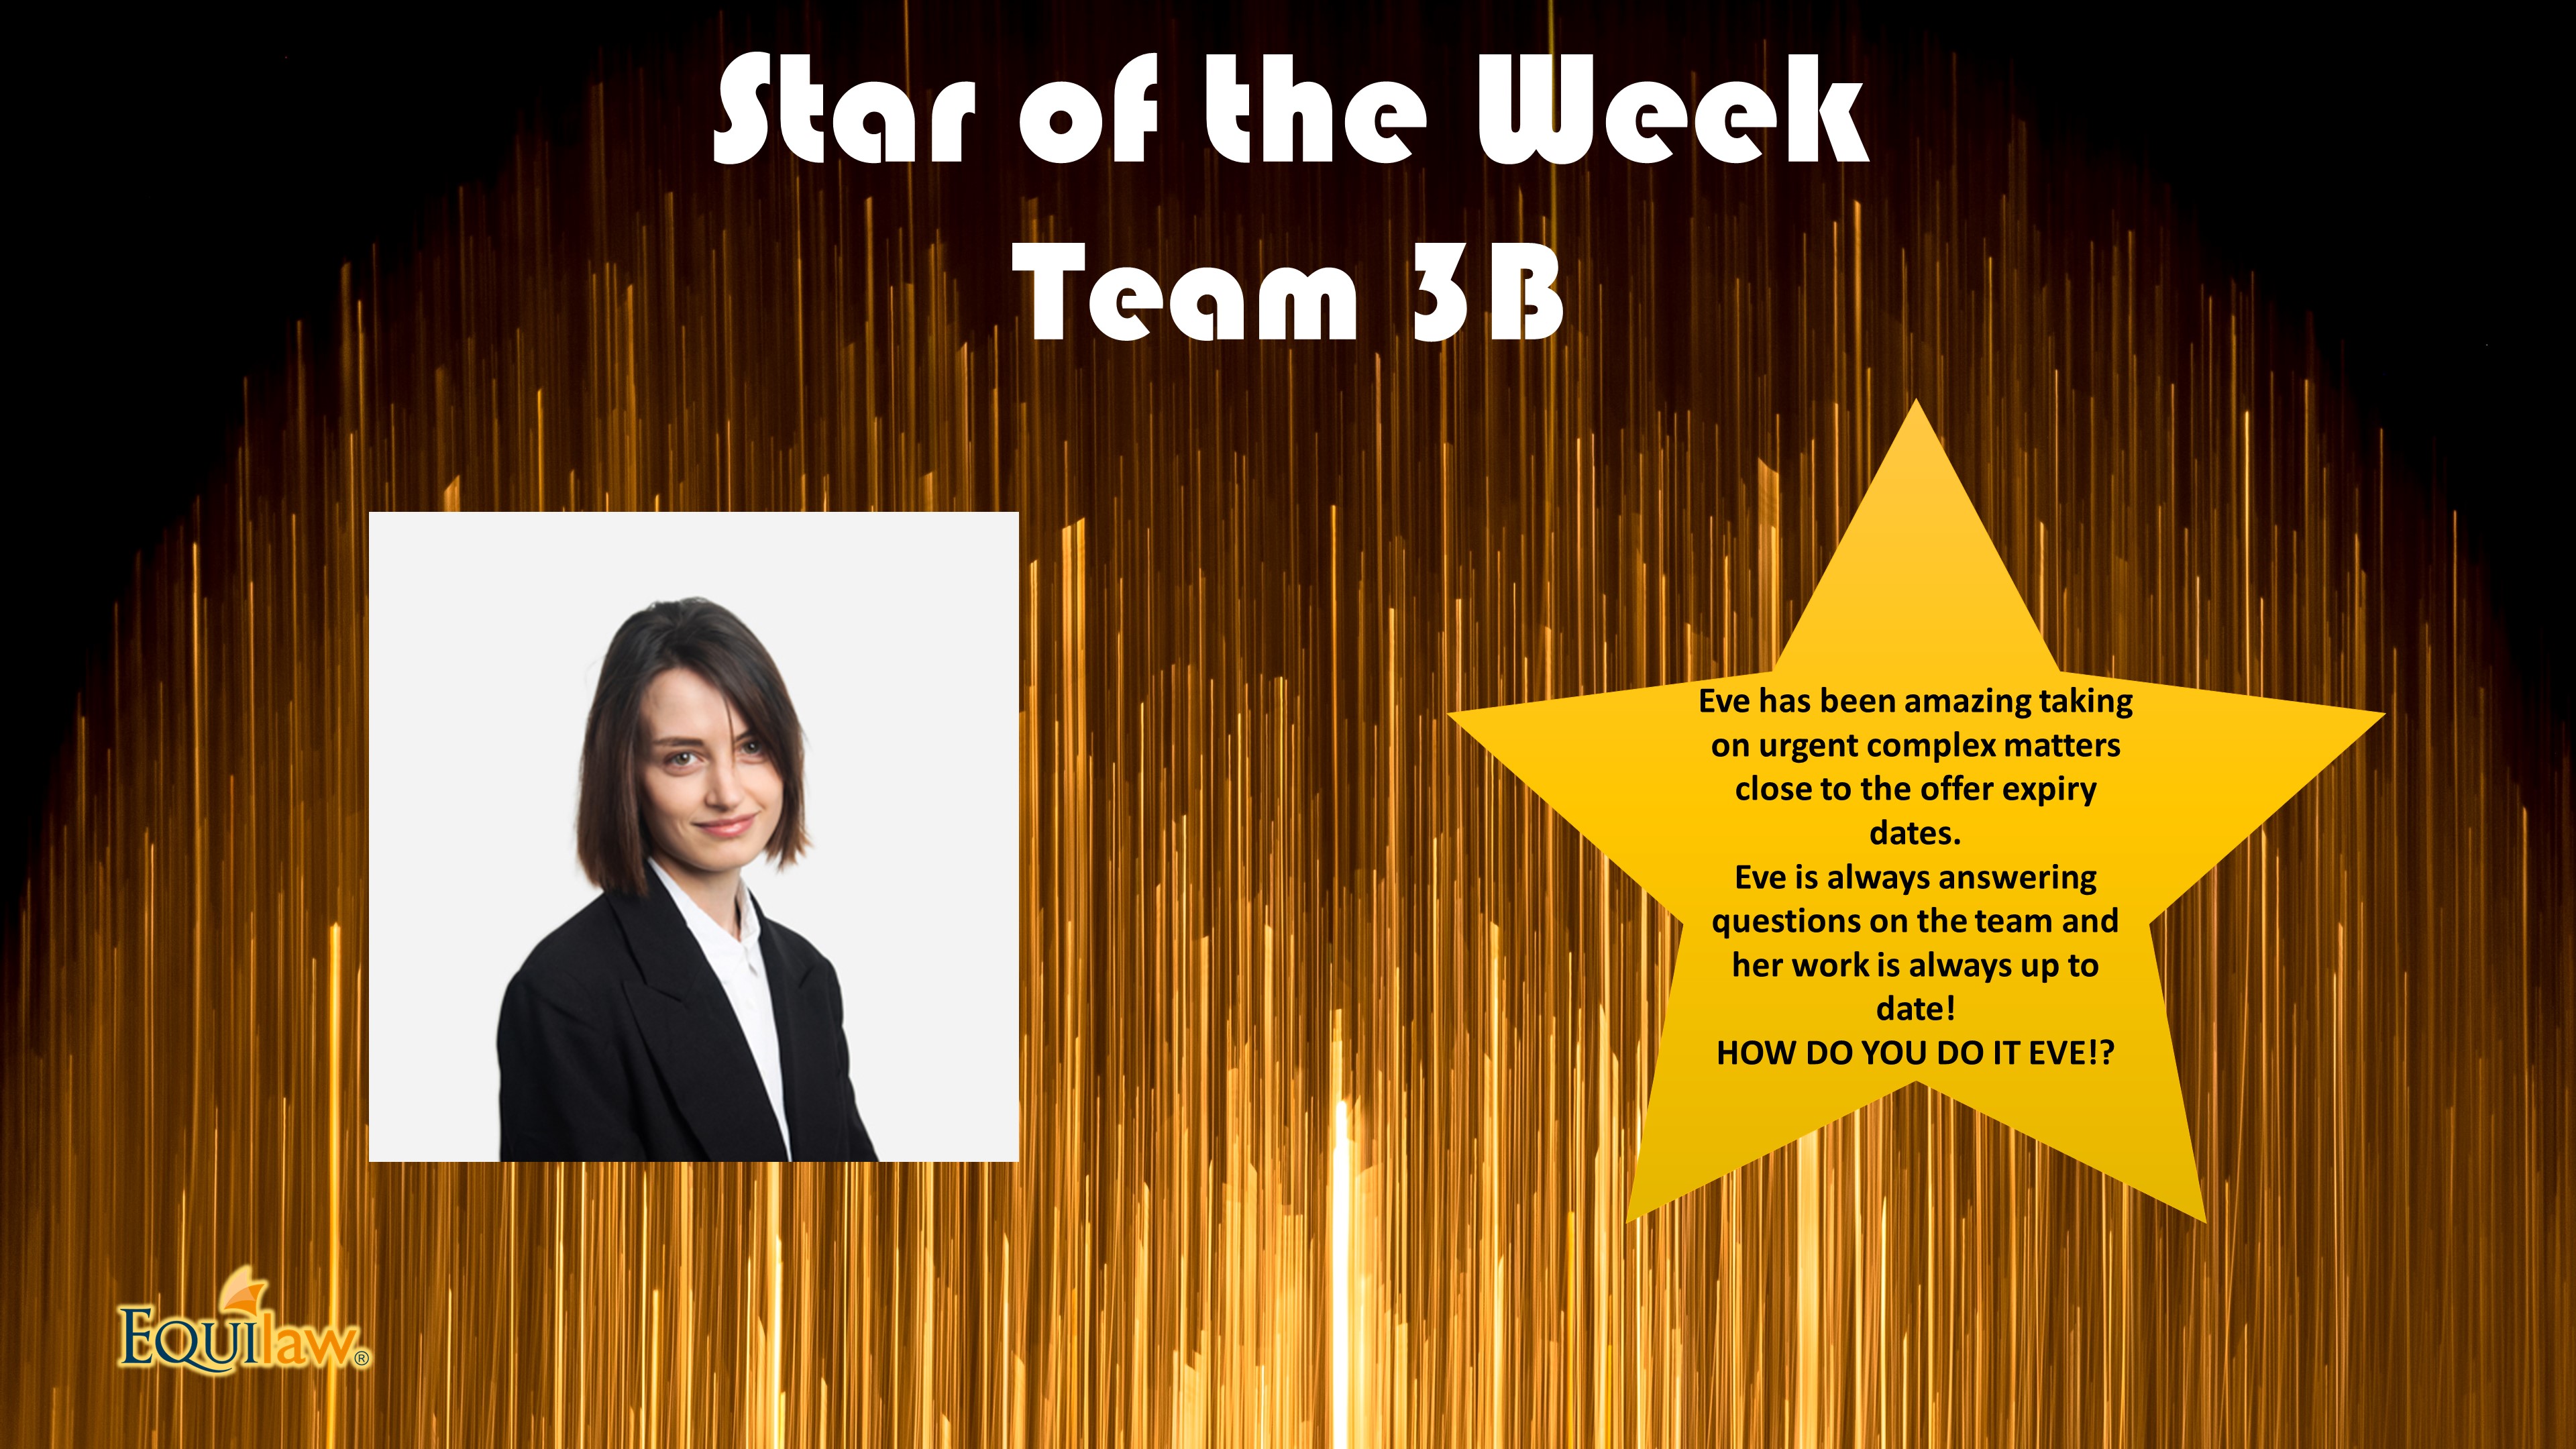 Star of the Week
Team 3B
Eve has been amazing taking
on urgent complex matters
close to the offer expiry
dates.
Eve is always answering
questions on the team and
her work is always up to
date!
HOW DO YOU DO IT EVE!?
EQUIlaw®